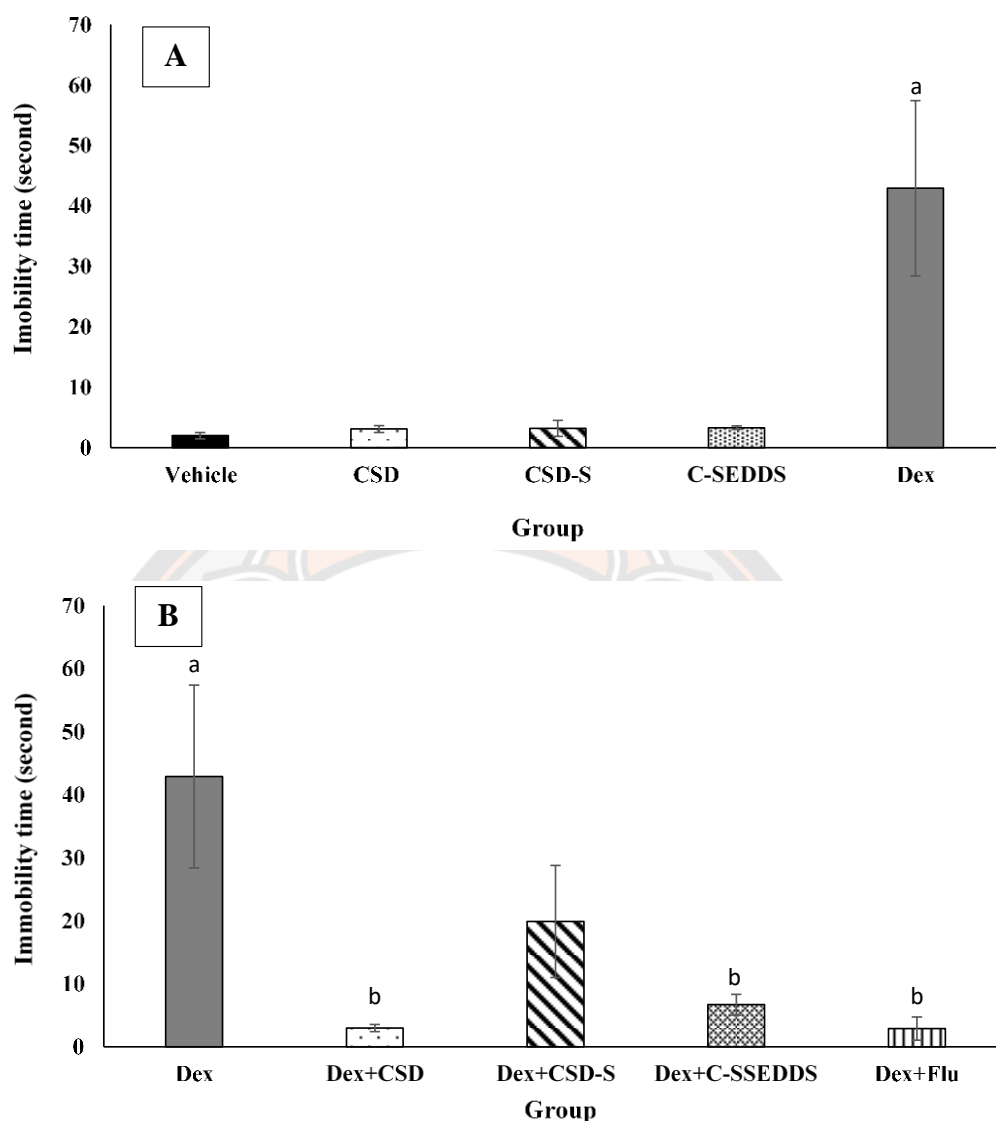 A
Imobility time (second)
70
60
50
40
30
20
10
0
a
Vehicle CSD CSD-S C-SEDDS Dex
Group
B
Immobility time (second)
70
60
50
40
30
20
10
0
a
b
b
b
Dex Dex+CSD Dex+CSD-S Dex+C-SSEDDS Dex+Flu
Group